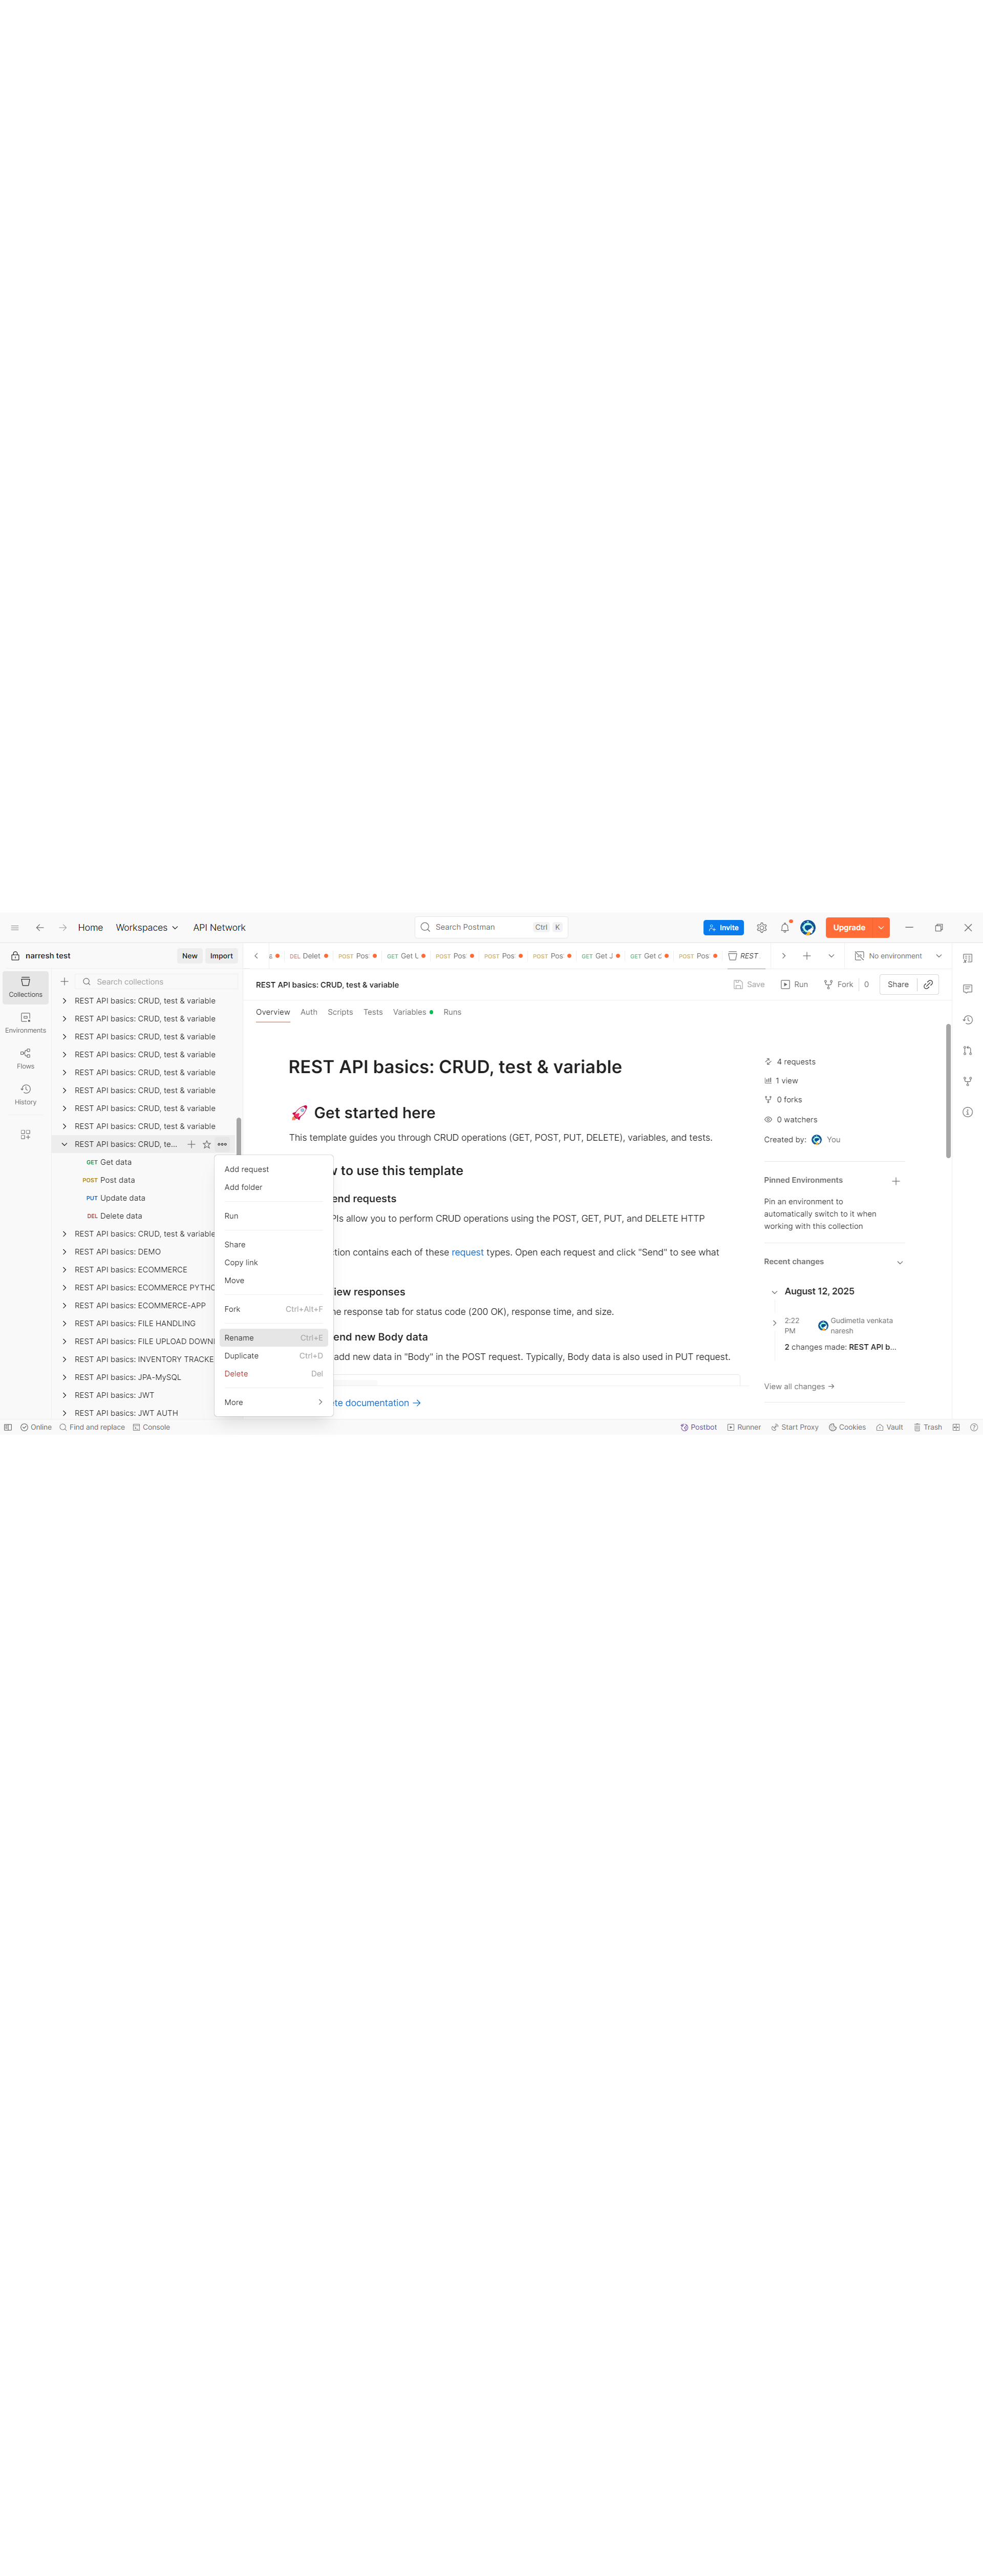 Home
Workspaces
API Network
Search Postman
Ctrl
K
Invite
Upgrade
narresh test
New
Import
Delet
DEL
POST Pos
GET Get U
POST Pos
POST Pos
POST Pos
GET Get J
GET Get c
POST Pos
REST
No environment
Collections
Environments
Flows
History
Search collections
REST API basics: CRUD, test & variable
REST API basics: CRUD, test & variable
REST API basics: CRUD, test & variable
REST API basics: CRUD, test & variable
REST API basics: CRUD, test & variable
REST API basics: CRUD, test & variable
REST API basics: CRUD, test & variable
REST API basics: CRUD, test & variable
REST API basics: CRUD, te...
GET Get data
POST Post data
PUT Update data
DEL Delete data
REST API basics: CRUD, test & variable
REST API basics: DEMO
REST API basics: ECOMMERCE
REST API basics: ECOMMERCE PYTHO
REST API basics: ECOMMERCE-APP
REST API basics: FILE HANDLING
REST API basics: FILE UPLOAD DOWN
REST API basics: INVENTORY TRACKE
REST API basics: JPA-MySQL
REST API basics: JWT
REST API basics: JWT AUTH
Add request
Add folder
Run
Share
Copy link
Move
Fork Ctrl+Alt+F
Rename Ctrl+E
Duplicate Ctrl+D
Delete Del
More
REST API basics: CRUD, test & variable
Save
Run
Fork 0
Share
Overview
Auth
Scripts
Tests
Variables
Runs
REST API basics: CRUD, test & variable
🚀 Get started here
This template guides you through CRUD operations (GET, POST, PUT, DELETE), variables, and tests.
w to use this template
end requests
PIs allow you to perform CRUD operations using the POST, GET, PUT, and DELETE HTTP
ction contains each of these request types. Open each request and click "Send" to see what
iew responses
he response tab for status code (200 OK), response time, and size.
end new Body data
add new data in "Body" in the POST request. Typically, Body data is also used in PUT request.
te documentation →
4 requests
1 view
0 forks
0 watchers
Created by: You
Pinned Environments
Pin an environment to
automatically switch to it when
working with this collection
Recent changes
August 12, 2025
2:22
PM
Gudimetla venkata
naresh
2 changes made: REST API b...
View all changes →
Online
Find and replace
Console
Postbot
Runner
Start Proxy
Cookies
Vault
Trash